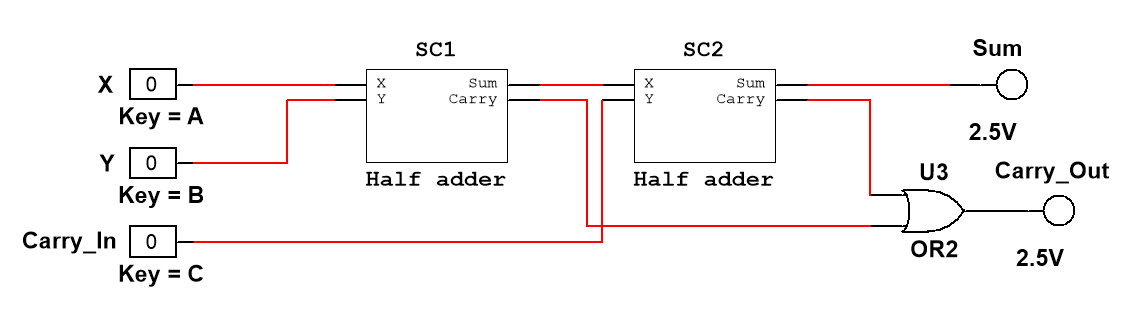 SC1
SC2
Sum
X 0
Key = A
X Sum
Y Carry
X Sum
Y Carry
2.5V
Y 0
Key = B
Half adder
Half adder
U3
Carry_Out
Carry_In 0
Key = C
OR2
2.5V